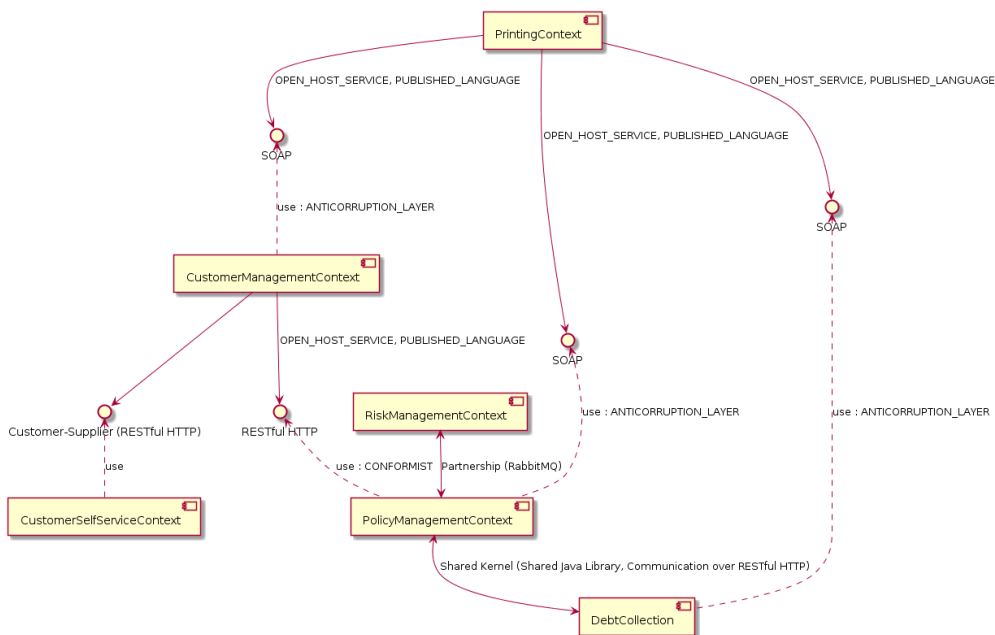 PrintingContext
OPEN_HOST_SERVICE, PUBLISHED_LANGUAGE
OPEN_HOST_SERVICE, PUBLISHED_LANGUAGE
OPEN_HOST_SERVICE, PUBLISHED_LANGUAGE
SOAP
use : ANTICORRUPTION_LAYER
SOAP
CustomerManagementContext
OPEN_HOST_SERVICE, PUBLISHED_LANGUAGE
SOAP
RiskManagementContext
use : ANTICORRUPTION_LAYER
use : ANTICORRUPTION_LAYER
Customer-Supplier (RESTful HTTP)
RESTful HTTP
use
use : CONFORMIST
Partnership (RabbitMQ)
CustomerSelfServiceContext
PolicyManagementContext
Shared Kernel (Shared Java Library, Communication over RESTful HTTP)
DebtCollection